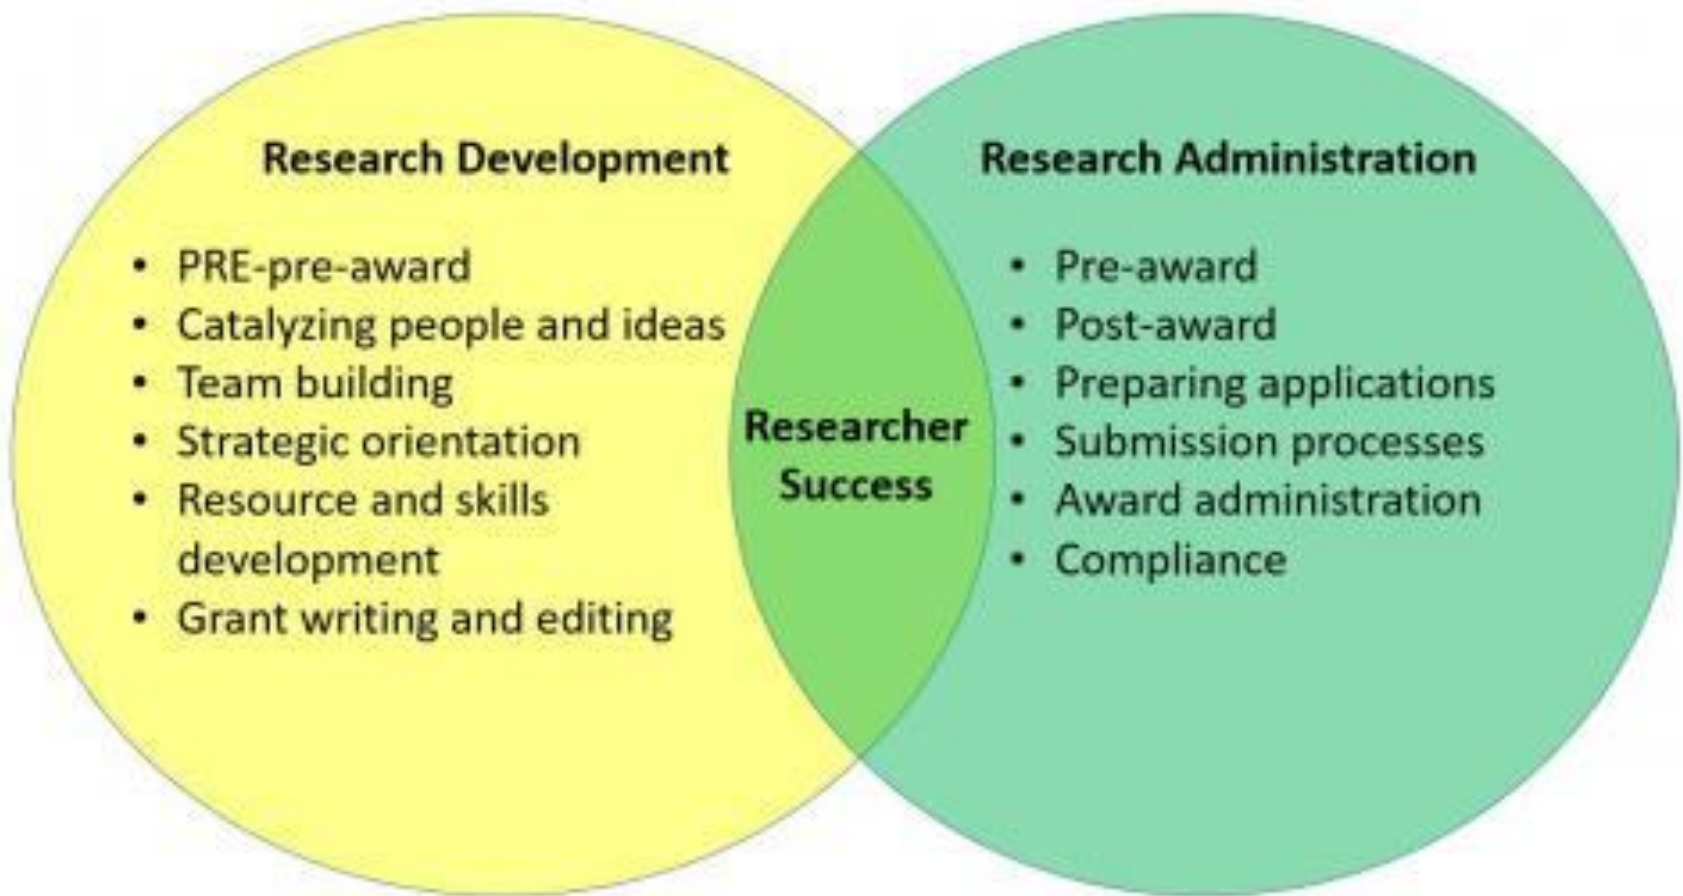 Research Development
• PRE-pre-award
• Catalyzing people and ideas
• Team building
• Strategic orientation
• Resource and skills
development
• Grant writing and editing
Researcher
Success
Research Administration
• Pre-award
• Post-award
• Preparing applications
• Submission processes
• Award administration
• Compliance